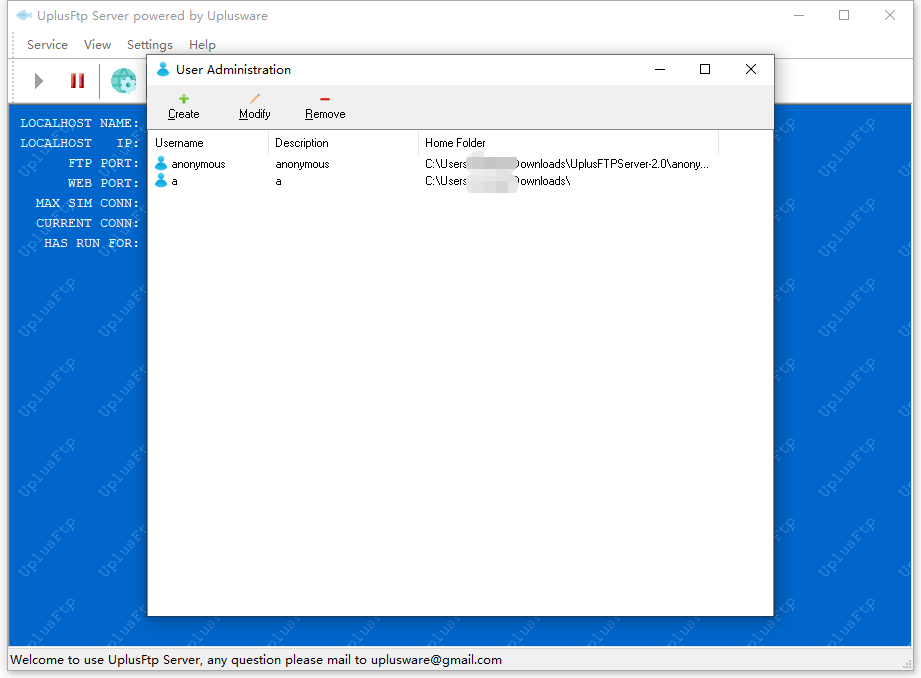 UplusFtp Server powered by Uplusware
Service View Settings Help
User Administration
Create Modify Remove
LOCALHOST NAME:
LOCALHOST IP:
FTP PORT:
WEB PORT:
MAX SIM CONN:
CURRENT CONN:
HAS RUN FOR:
Username Description Home Folder
anonymous anonymous C:\Users Downloads\UplusFTPServer-2.0\anony...
a a C:\Users Downloads\
UplusFtp
Welcome to use UplusFtp Server, any question please mail to uplusware@gmail.com